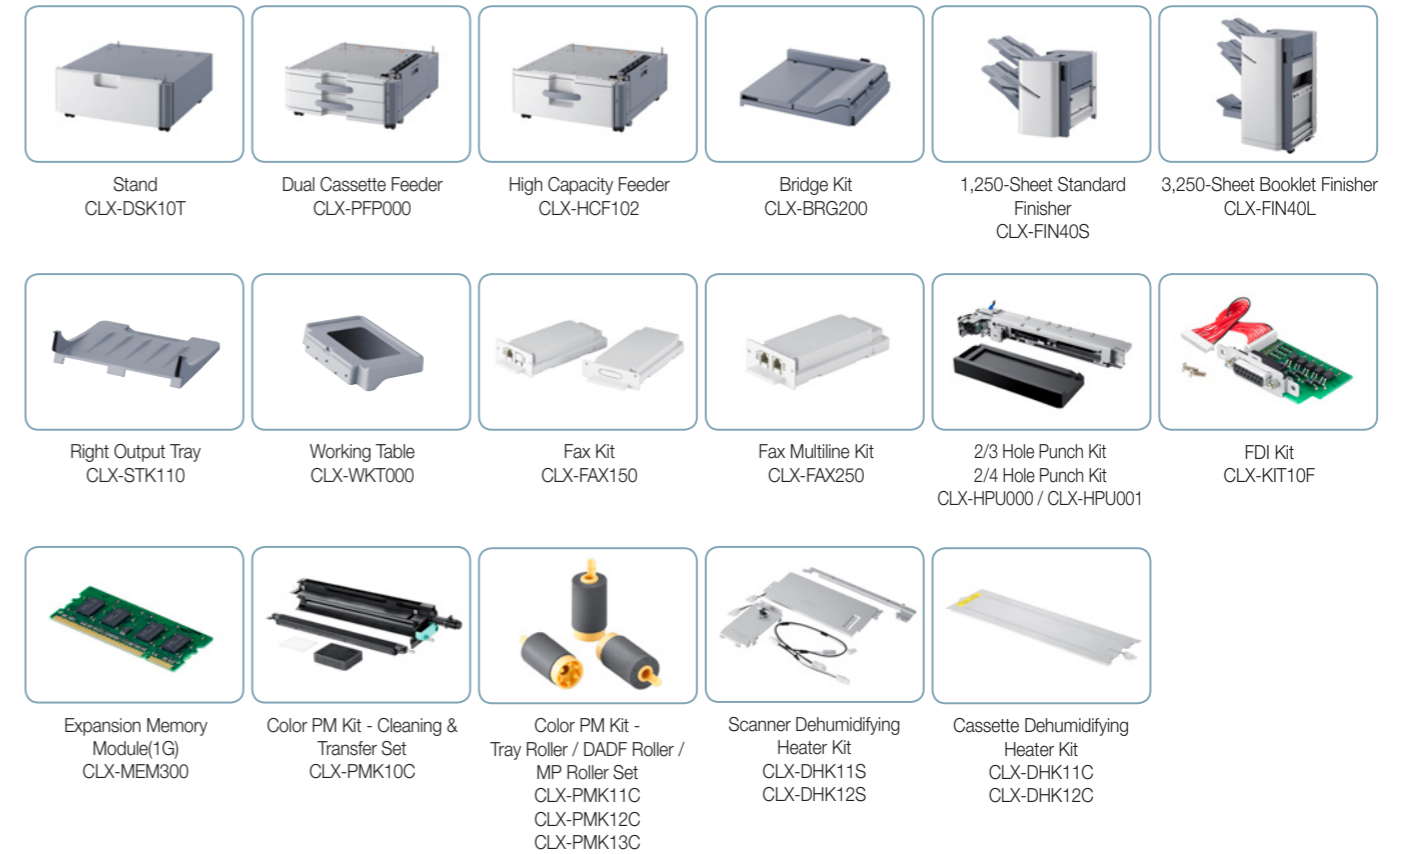 Stand
CLX-DSK10T
Dual Cassette Feeder
CLX-PFP000
High Capacity Feeder
CLX-HCF102
Bridge Kit
CLX-BRG200
1,250-Sheet Standard
Finisher
CLX-FIN40S
3,250-Sheet Booklet Finisher
CLX-FIN40L
Right Output Tray
CLX-STK110
Working Table
CLX-WKT000
Fax Kit
CLX-FAX150
Fax Multiline Kit
CLX-FAX250
2/3 Hole Punch Kit
2/4 Hole Punch Kit
CLX-HPU000 / CLX-HPU001
FDI Kit
CLX-KIT10F
Expansion Memory
Module(1G)
CLX-MEM300
Color PM Kit - Cleaning &
Transfer Set
CLX-PMK10C
Color PM Kit -
Tray Roller / DADF Roller /
MP Roller Set
CLX-PMK11C
CLX-PMK12C
CLX-PMK13C
Scanner Dehumidifying
Heater Kit
CLX-DHK11S
CLX-DHK12S
Cassette Dehumidifying
Heater Kit
CLX-DHK11C
CLX-DHK12C